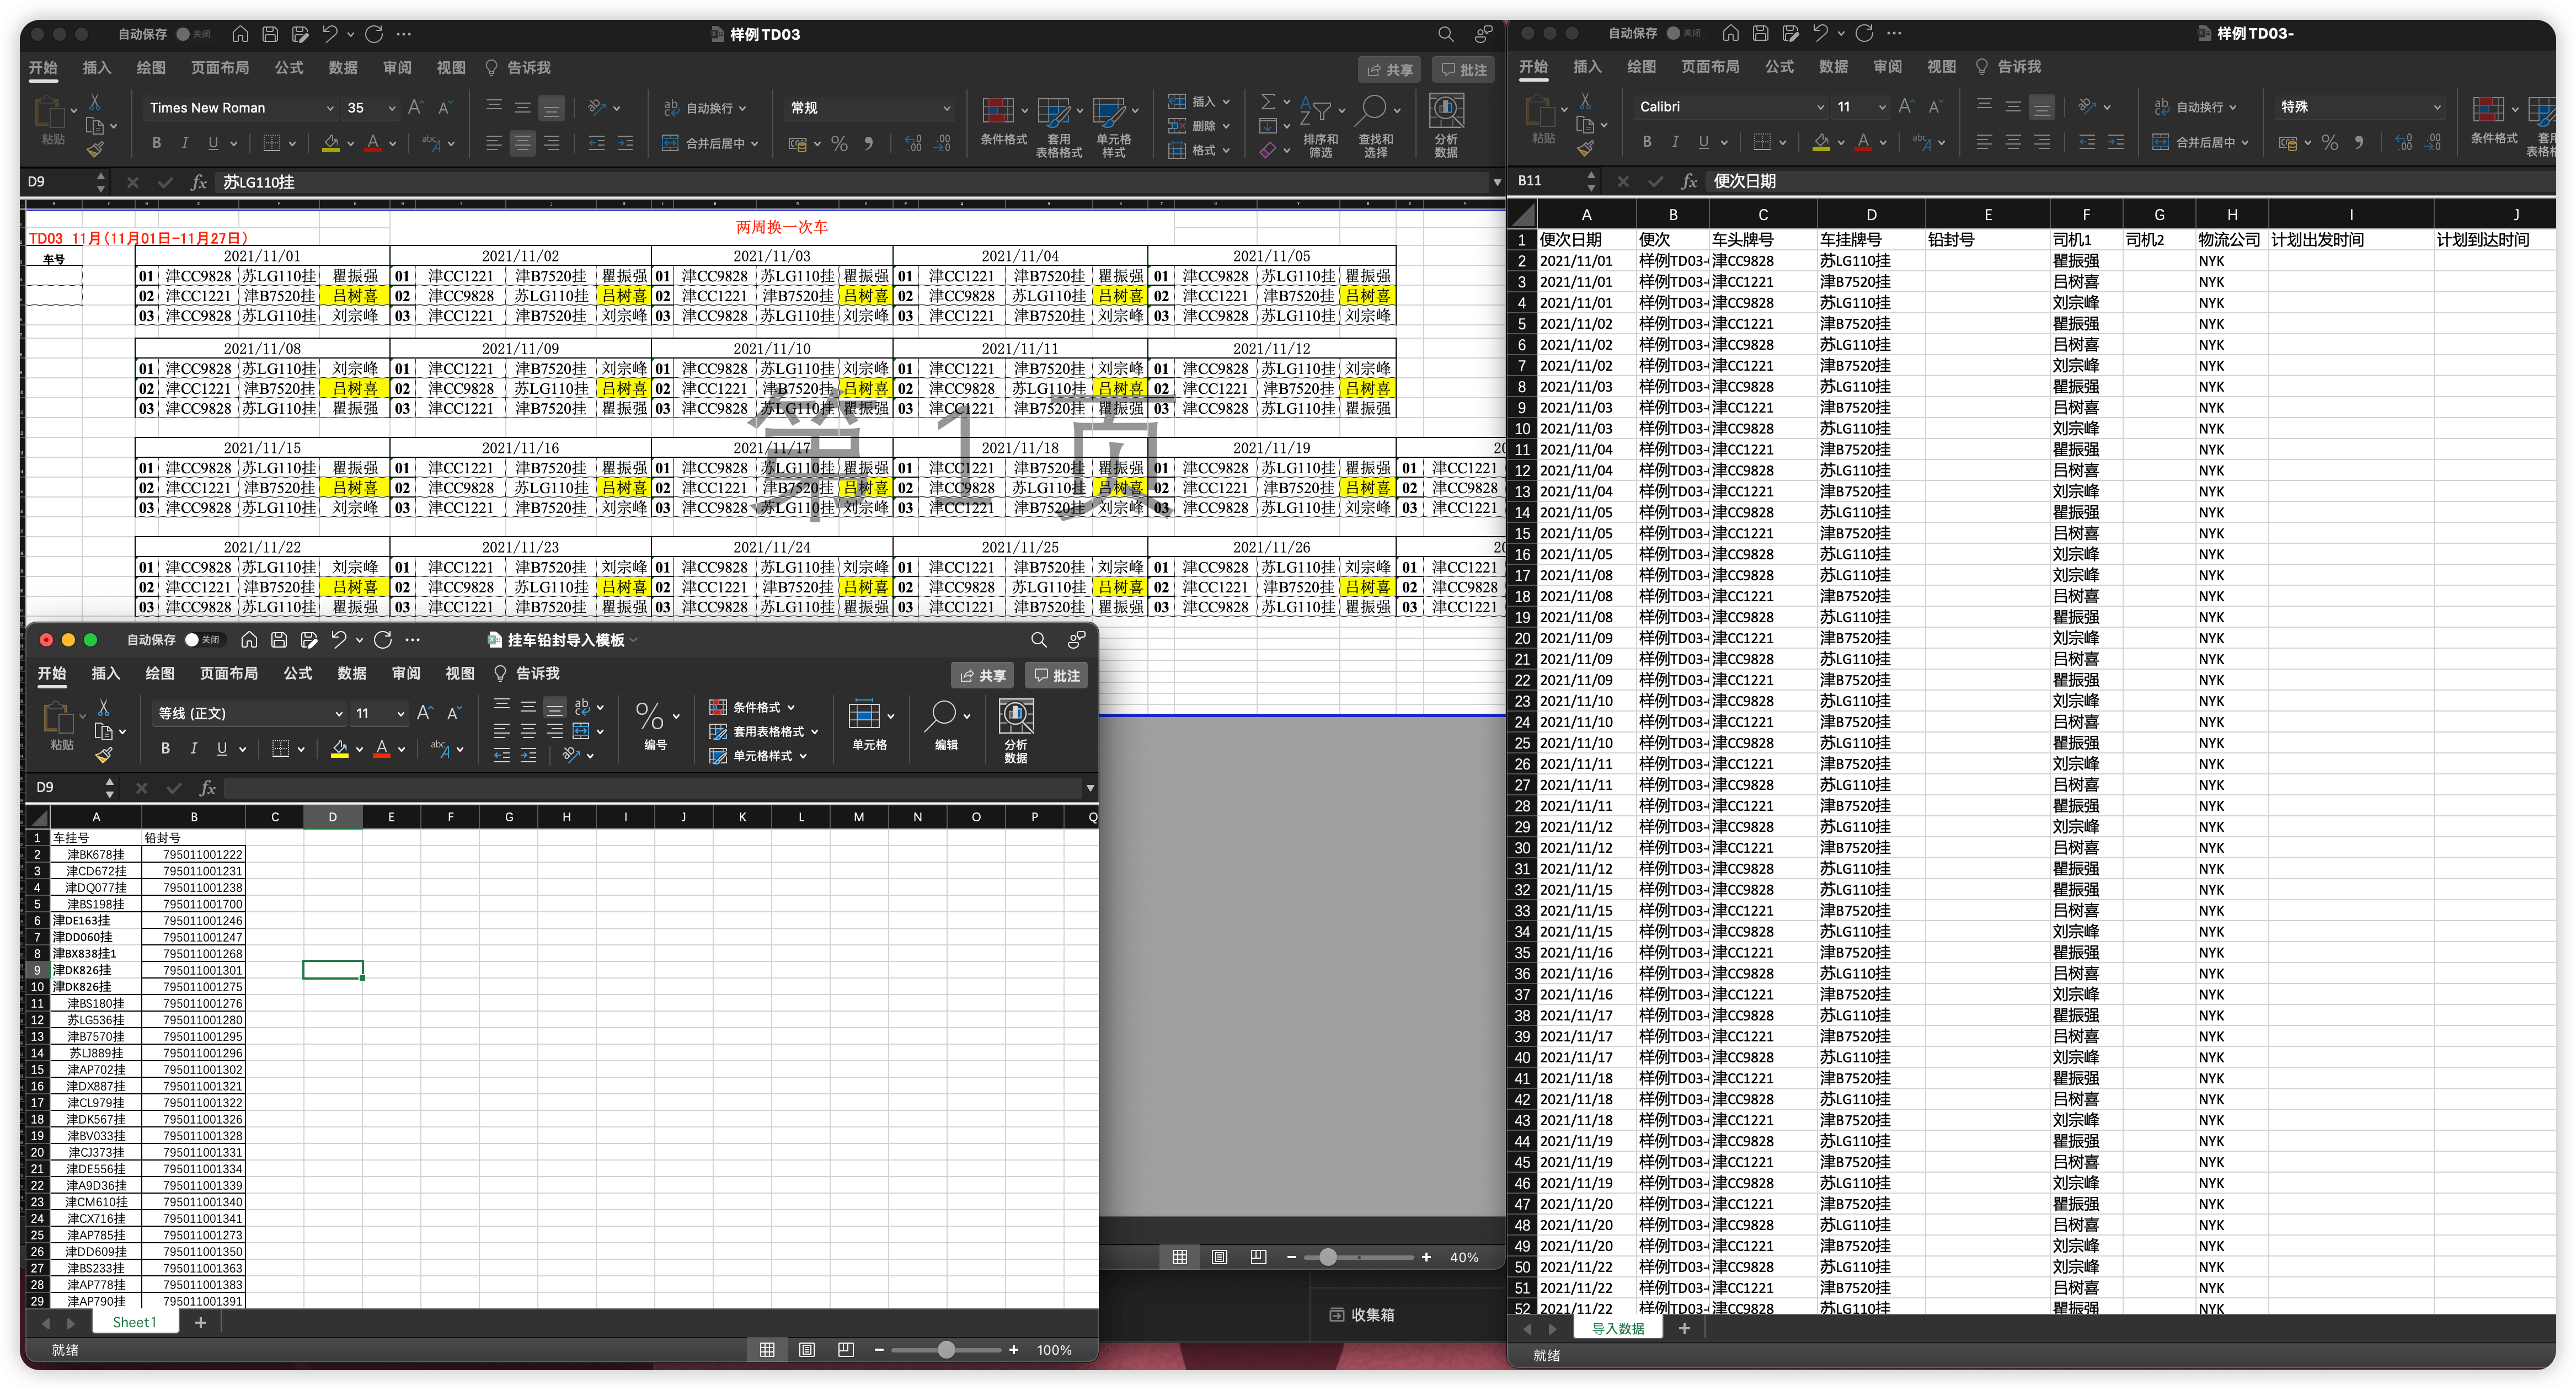 自动保存 关闭 样例TD03
开始 插入 绘图 页面布局 公式 数据 审阅 视图 告诉我 共享 批注
粘贴 Times New Roman 35 自动换行 常规 条件格式 套用表格格式 单元格样式 插入 排序和筛选 查找和选择 分析数据
B I U 合并后居中 删除 格式
D9 fx 苏LG110挂
两周换一次车
TD03 11月(11月01日-11月27日)
车号 2021/11/01 2021/11/02 2021/11/03 2021/11/04 2021/11/05
01 津CC9828 苏LG110挂 瞿振强 01 津CC1221 津B7520挂 瞿振强 01 津CC9828 苏LG110挂 瞿振强 01 津CC1221 津B7520挂 瞿振强 01 津CC9828 苏LG110挂 瞿振强
02 津CC1221 津B7520挂 吕树喜 02 津CC9828 苏LG110挂 吕树喜 02 津CC1221 津B7520挂 吕树喜 02 津CC9828 苏LG110挂 吕树喜 02 津CC1221 津B7520挂 吕树喜
03 津CC9828 苏LG110挂 刘宗峰 03 津CC1221 津B7520挂 刘宗峰 03 津CC9828 苏LG110挂 刘宗峰 03 津CC1221 津B7520挂 刘宗峰 03 津CC9828 苏LG110挂 刘宗峰
2021/11/08 2021/11/09 2021/11/10 2021/11/11 2021/11/12
01 津CC9828 苏LG110挂 刘宗峰 01 津CC1221 津B7520挂 刘宗峰 01 津CC9828 苏LG110挂 刘宗峰 01 津CC1221 津B7520挂 刘宗峰 01 津CC9828 苏LG110挂 刘宗峰
02 津CC1221 津B7520挂 吕树喜 02 津CC9828 苏LG110挂 吕树喜 02 津CC1221 津B7520挂 吕树喜 02 津CC9828 苏LG110挂 吕树喜 02 津CC1221 津B7520挂 吕树喜
03 津CC9828 苏LG110挂 瞿振强 03 津CC1221 津B7520挂 瞿振强 03 津CC9828 苏LG110挂 瞿振强 03 津CC1221 津B7520挂 瞿振强 03 津CC9828 苏LG110挂 瞿振强
第 1 页
2021/11/15 2021/11/16 2021/11/17 2021/11/18 2021/11/19 20
01 津CC9828 苏LG110挂 瞿振强 01 津CC1221 津B7520挂 瞿振强 01 津CC9828 苏LG110挂 瞿振强 01 津CC1221 津B7520挂 瞿振强 01 津CC9828 苏LG110挂 瞿振强 01 津CC1221
02 津CC1221 津B7520挂 吕树喜 02 津CC9828 苏LG110挂 吕树喜 02 津CC1221 津B7520挂 吕树喜 02 津CC9828 苏LG110挂 吕树喜 02 津CC1221 津B7520挂 吕树喜 02 津CC9828
03 津CC9828 苏LG110挂 刘宗峰 03 津CC1221 津B7520挂 刘宗峰 03 津CC9828 苏LG110挂 刘宗峰 03 津CC1221 津B7520挂 刘宗峰 03 津CC9828 苏LG110挂 刘宗峰 03 津CC1221
2021/11/22 2021/11/23 2021/11/24 2021/11/25 2021/11/26 20
01 津CC9828 苏LG110挂 刘宗峰 01 津CC1221 津B7520挂 刘宗峰 01 津CC9828 苏LG110挂 刘宗峰 01 津CC1221 津B7520挂 刘宗峰 01 津CC9828 苏LG110挂 刘宗峰 01 津CC1221
02 津CC1221 津B7520挂 吕树喜 02 津CC9828 苏LG110挂 吕树喜 02 津CC1221 津B7520挂 吕树喜 02 津CC9828 苏LG110挂 吕树喜 02 津CC1221 津B7520挂 吕树喜 02 津CC9828
03 津CC9828 苏LG110挂 瞿振强 03 津CC1221 津B7520挂 瞿振强 03 津CC9828 苏LG110挂 瞿振强 03 津CC1221 津B7520挂 瞿振强 03 津CC9828 苏LG110挂 瞿振强 03 津CC1221
40%
收集箱
自动保存 关闭 挂车铅封导入模板
开始 插入 绘图 页面布局 公式 数据 审阅 视图 告诉我 共享 批注
粘贴 等线 (正文) 11 编号 条件格式 单元格 编辑 分析数据
B I U 套用表格格式
单元格样式
D9 fx
A B C D E F G H I J K L M N O P Q
1 车挂号 铅封号
2 津BK678挂 795011001222
3 津CD672挂 795011001231
4 津DQ077挂 795011001238
5 津BS198挂 795011001700
6 津DE163挂 795011001246
7 津DD060挂 795011001247
8 津BX838挂1 795011001268
9 津DK826挂 795011001301
10 津DK826挂 795011001275
11 津BS180挂 795011001276
12 苏LG536挂 795011001280
13 津B7570挂 795011001295
14 苏LJ889挂 795011001296
15 津AP702挂 795011001302
16 津DX887挂 795011001321
17 津CL979挂 795011001322
18 津DK567挂 795011001326
19 津BV033挂 795011001328
20 津CJ373挂 795011001331
21 津DE556挂 795011001334
22 津A9D36挂 795011001339
23 津CM610挂 795011001340
24 津CX716挂 795011001341
25 津AP785挂 795011001273
26 津DD609挂 795011001350
27 津BS233挂 795011001363
28 津AP778挂 795011001383
29 津AP790挂 795011001391
Sheet1
就绪 100%
自动保存 关闭 样例TD03-
开始 插入 绘图 页面布局 公式 数据 审阅 视图 告诉我
粘贴 Calibri 11 自动换行 特殊 条件格式 套用表格格
B I U 合并后居中
B11 fx 便次日期
A B C D E F G H I J
1 便次日期 便次 车头牌号 车挂牌号 铅封号 司机1 司机2 物流公司 计划出发时间 计划到达时间
2 2021/11/01 样例TD03- 津CC9828 苏LG110挂 瞿振强 NYK
3 2021/11/01 样例TD03- 津CC1221 津B7520挂 吕树喜 NYK
4 2021/11/01 样例TD03- 津CC9828 苏LG110挂 刘宗峰 NYK
5 2021/11/02 样例TD03- 津CC1221 津B7520挂 瞿振强 NYK
6 2021/11/02 样例TD03- 津CC9828 苏LG110挂 吕树喜 NYK
7 2021/11/02 样例TD03- 津CC1221 津B7520挂 刘宗峰 NYK
8 2021/11/03 样例TD03- 津CC9828 苏LG110挂 瞿振强 NYK
9 2021/11/03 样例TD03- 津CC1221 津B7520挂 吕树喜 NYK
10 2021/11/03 样例TD03- 津CC9828 苏LG110挂 刘宗峰 NYK
11 2021/11/04 样例TD03- 津CC1221 津B7520挂 瞿振强 NYK
12 2021/11/04 样例TD03- 津CC9828 苏LG110挂 吕树喜 NYK
13 2021/11/04 样例TD03- 津CC1221 津B7520挂 刘宗峰 NYK
14 2021/11/05 样例TD03- 津CC9828 苏LG110挂 瞿振强 NYK
15 2021/11/05 样例TD03- 津CC1221 津B7520挂 吕树喜 NYK
16 2021/11/05 样例TD03- 津CC9828 苏LG110挂 刘宗峰 NYK
17 2021/11/08 样例TD03- 津CC9828 苏LG110挂 刘宗峰 NYK
18 2021/11/08 样例TD03- 津CC1221 津B7520挂 吕树喜 NYK
19 2021/11/08 样例TD03- 津CC9828 苏LG110挂 瞿振强 NYK
20 2021/11/09 样例TD03- 津CC1221 津B7520挂 刘宗峰 NYK
21 2021/11/09 样例TD03- 津CC9828 苏LG110挂 吕树喜 NYK
22 2021/11/09 样例TD03- 津CC1221 津B7520挂 瞿振强 NYK
23 2021/11/10 样例TD03- 津CC9828 苏LG110挂 刘宗峰 NYK
24 2021/11/10 样例TD03- 津CC1221 津B7520挂 吕树喜 NYK
25 2021/11/10 样例TD03- 津CC9828 苏LG110挂 瞿振强 NYK
26 2021/11/11 样例TD03- 津CC1221 津B7520挂 刘宗峰 NYK
27 2021/11/11 样例TD03- 津CC9828 苏LG110挂 吕树喜 NYK
28 2021/11/11 样例TD03- 津CC1221 津B7520挂 瞿振强 NYK
29 2021/11/12 样例TD03- 津CC9828 苏LG110挂 刘宗峰 NYK
30 2021/11/12 样例TD03- 津CC1221 津B7520挂 吕树喜 NYK
31 2021/11/12 样例TD03- 津CC9828 苏LG110挂 瞿振强 NYK
32 2021/11/15 样例TD03- 津CC9828 苏LG110挂 瞿振强 NYK
33 2021/11/15 样例TD03- 津CC1221 津B7520挂 吕树喜 NYK
34 2021/11/15 样例TD03- 津CC9828 苏LG110挂 刘宗峰 NYK
35 2021/11/16 样例TD03- 津CC1221 津B7520挂 瞿振强 NYK
36 2021/11/16 样例TD03- 津CC9828 苏LG110挂 吕树喜 NYK
37 2021/11/16 样例TD03- 津CC1221 津B7520挂 刘宗峰 NYK
38 2021/11/17 样例TD03- 津CC9828 苏LG110挂 瞿振强 NYK
39 2021/11/17 样例TD03- 津CC1221 津B7520挂 吕树喜 NYK
40 2021/11/17 样例TD03- 津CC9828 苏LG110挂 刘宗峰 NYK
41 2021/11/18 样例TD03- 津CC1221 津B7520挂 瞿振强 NYK
42 2021/11/18 样例TD03- 津CC9828 苏LG110挂 吕树喜 NYK
43 2021/11/18 样例TD03- 津CC1221 津B7520挂 刘宗峰 NYK
44 2021/11/19 样例TD03- 津CC9828 苏LG110挂 瞿振强 NYK
45 2021/11/19 样例TD03- 津CC1221 津B7520挂 吕树喜 NYK
46 2021/11/19 样例TD03- 津CC9828 苏LG110挂 刘宗峰 NYK
47 2021/11/20 样例TD03- 津CC1221 津B7520挂 瞿振强 NYK
48 2021/11/20 样例TD03- 津CC9828 苏LG110挂 吕树喜 NYK
49 2021/11/20 样例TD03- 津CC1221 津B7520挂 刘宗峰 NYK
50 2021/11/22 样例TD03- 津CC9828 苏LG110挂 刘宗峰 NYK
51 2021/11/22 样例TD03- 津CC1221 津B7520挂 吕树喜 NYK
52 2021/11/22 样例TD03- 津CC9828 苏LG110挂 瞿振强 NYK
导入数据
就绪